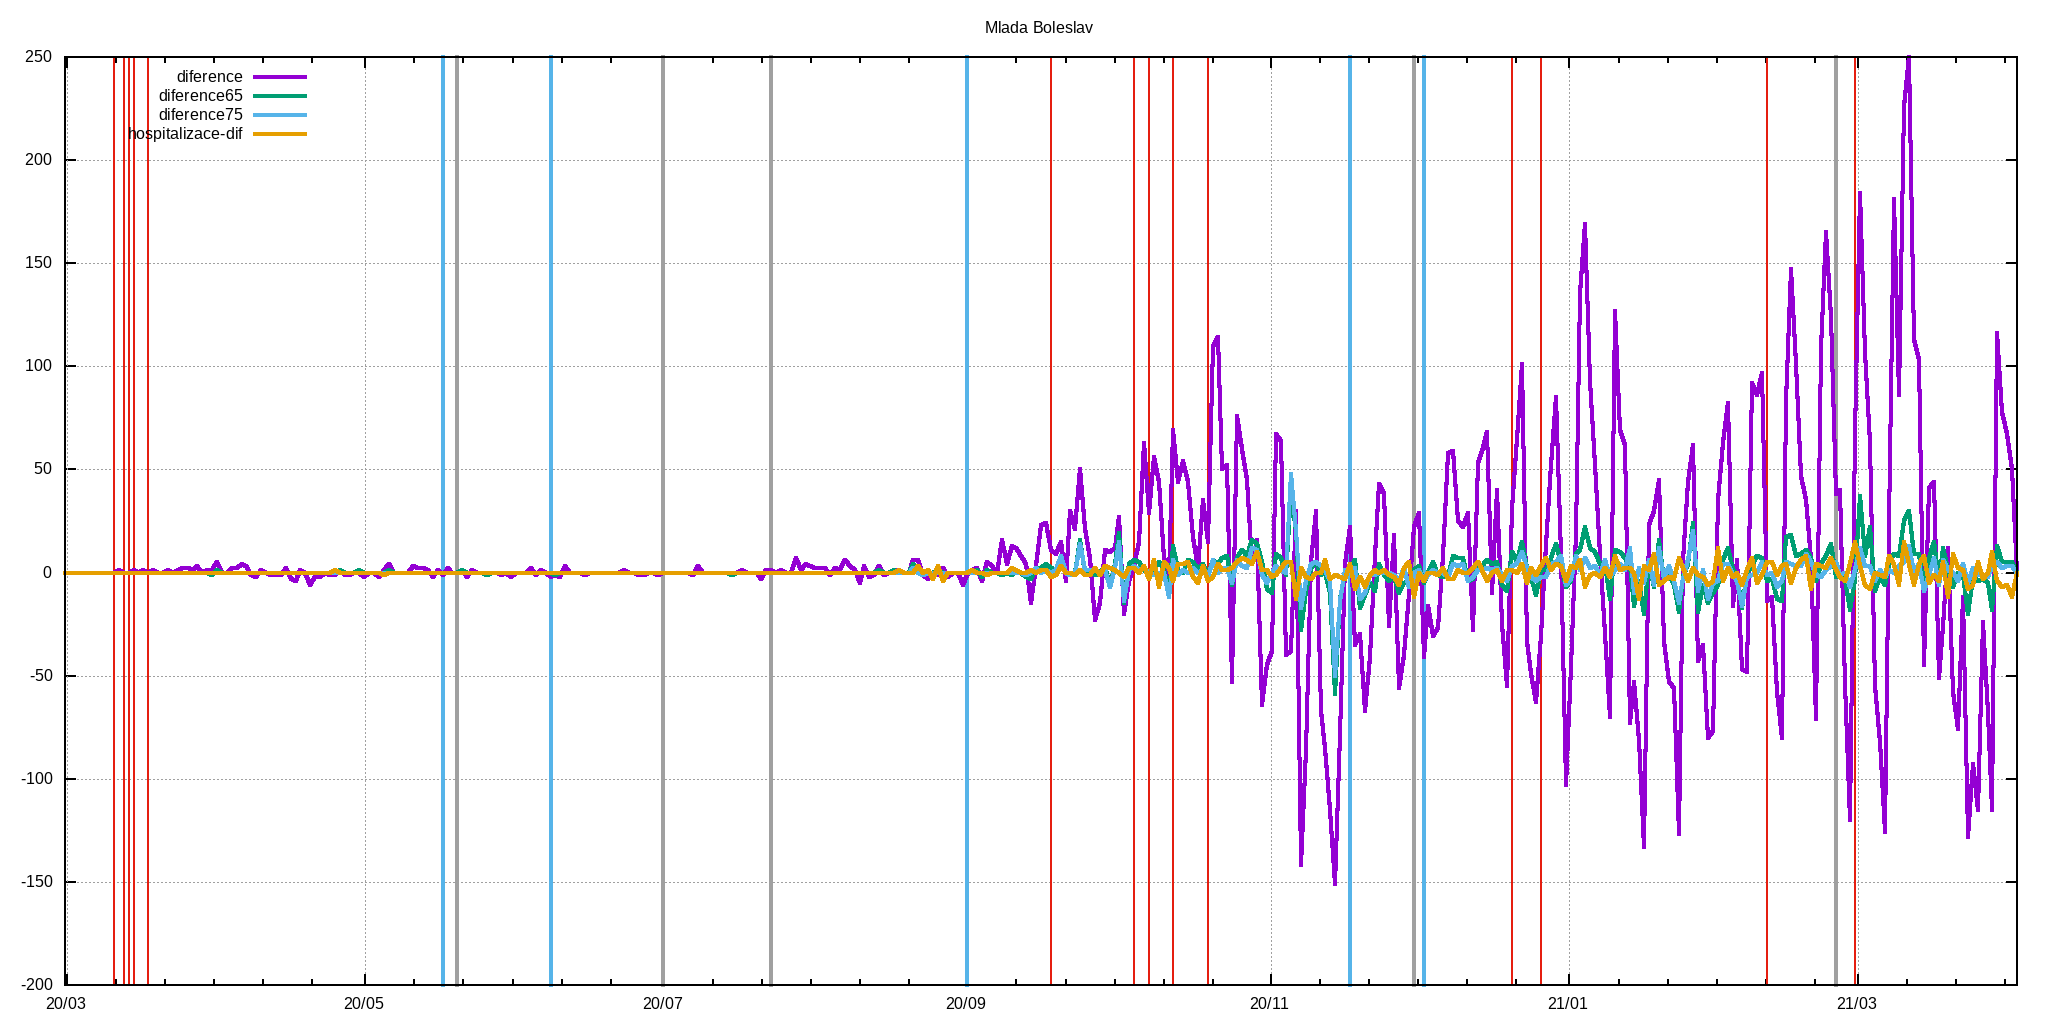 Mlada Boleslav
250
200
150
100
50
0
-50
-100
-150
-200
diference
diference65
diference75
hospitalizace-dif
20/03 20/05 20/07 20/09 20/11 21/01 21/03